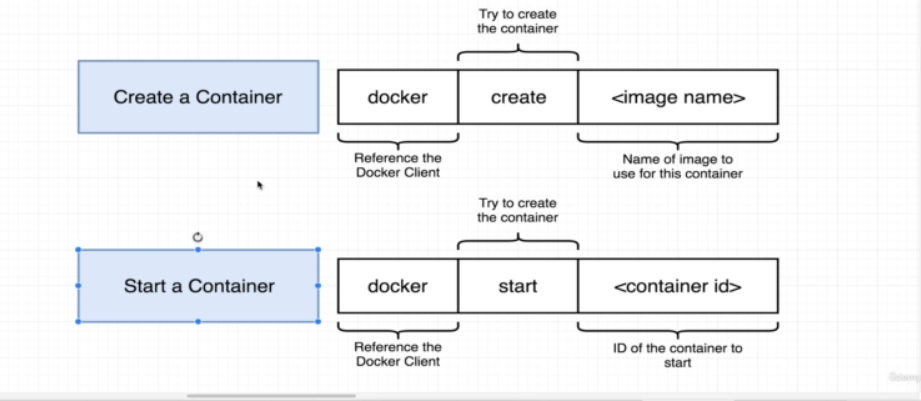 Try to create
the container
Create a Container
docker
create
<image name>
Reference the
Docker Client
Name of image to
use for this container
Try to create
the container
Start a Container
docker
start
<container id>
Reference the
Docker Client
ID of the container to
start
Udemy